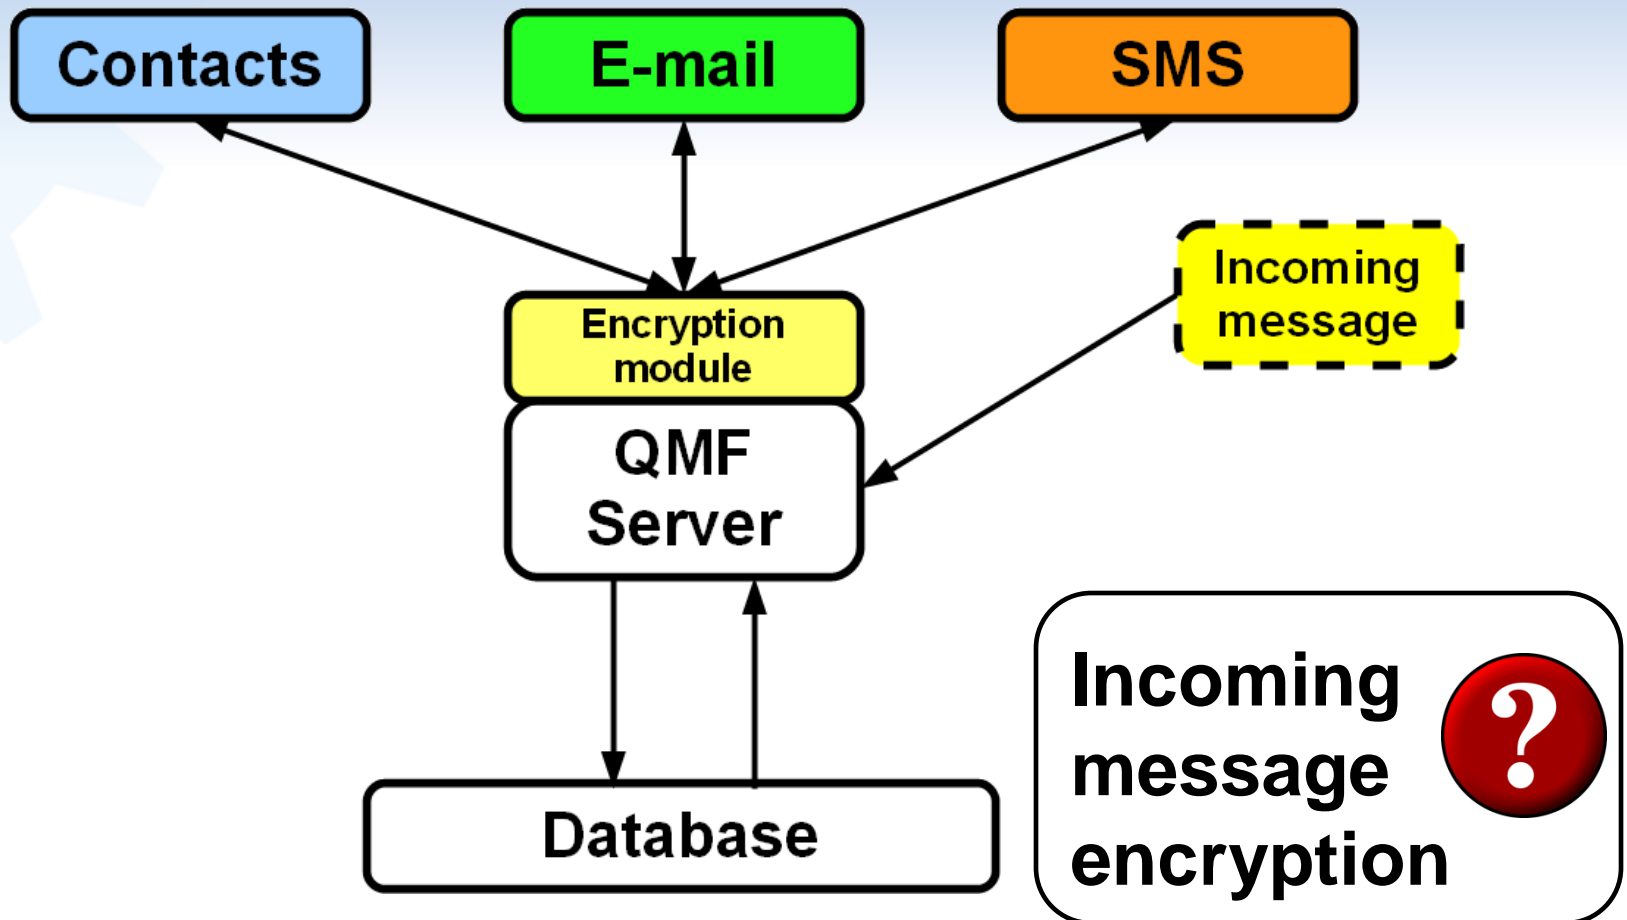 Contacts
E-mail
SMS
Incoming
message
Encryption
module
QMF
Server
Database
Incoming
message
encryption
?